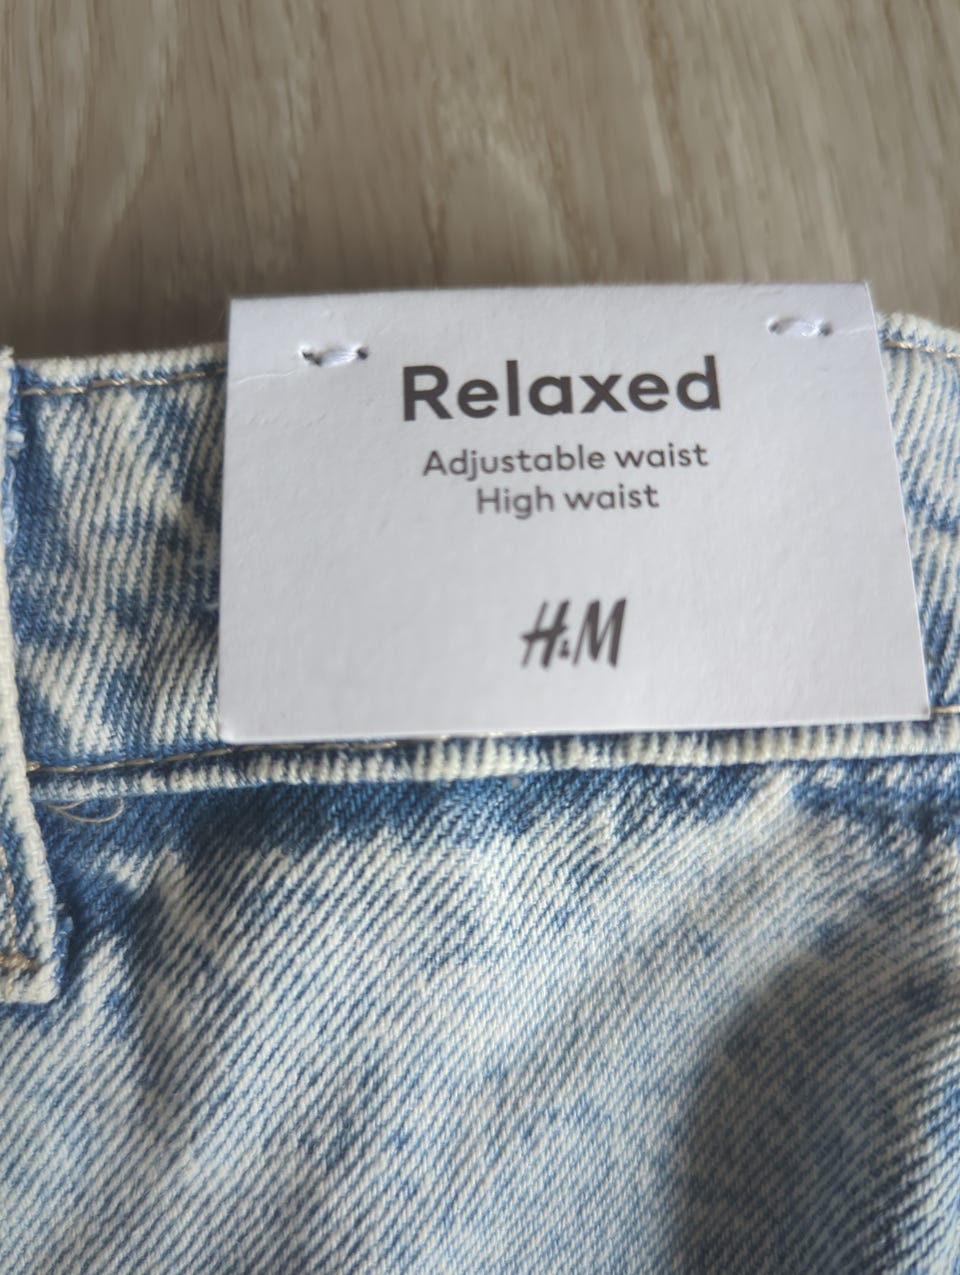 Relaxed
Adjustable waist
High waist
H&M